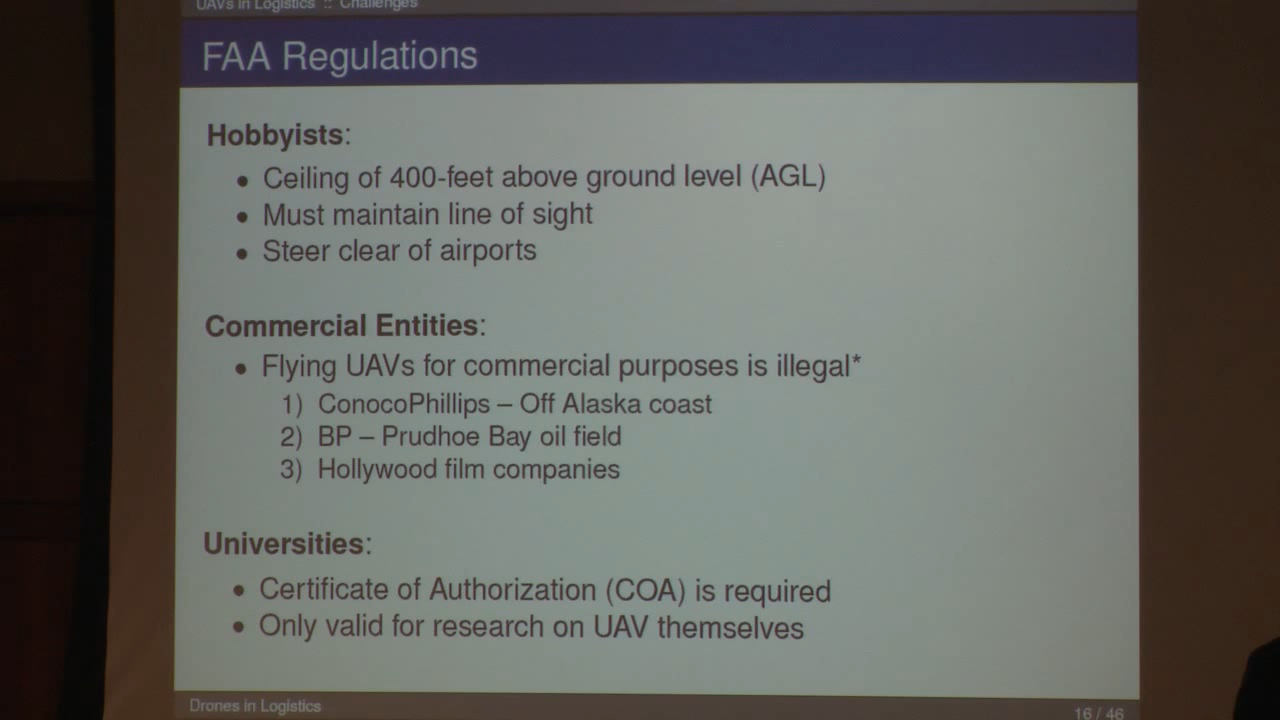 UAVs in Logistics :: Challenges
FAA Regulations
Hobbyists:
• Ceiling of 400-feet above ground level (AGL)
• Must maintain line of sight
• Steer clear of airports
Commercial Entities:
• Flying UAVs for commercial purposes is illegal*
1) ConocoPhillips – Off Alaska coast
2) BP – Prudhoe Bay oil field
3) Hollywood film companies
Universities:
• Certificate of Authorization (COA) is required
• Only valid for research on UAV themselves
Drones in Logistics
16 / 46